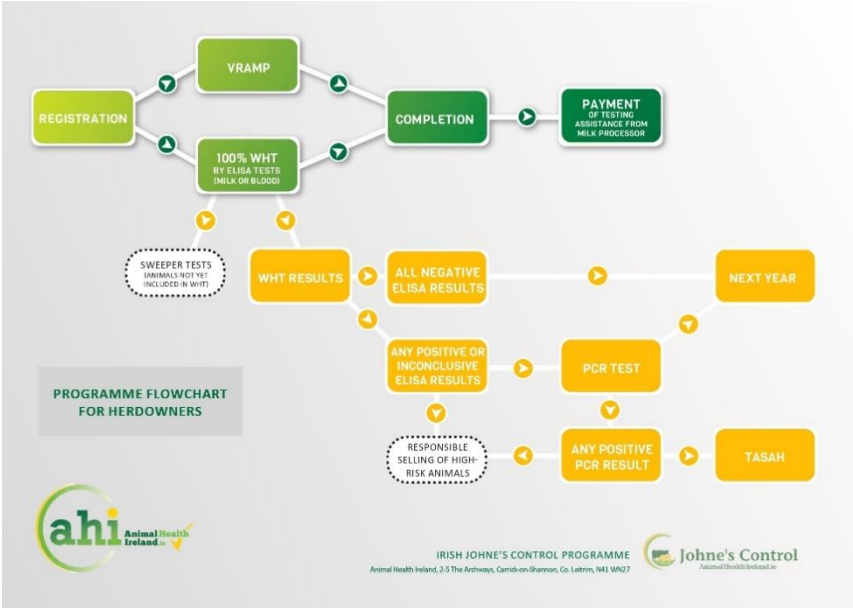 VRAMP
REGISTRATION
COMPLETION
PAYMENT
OF TESTING
ASSISTANCE FROM
MILK PROCESSOR
100% WHT
BY ELISA TESTS
(MILK OR BLOOD)
SWEEPER TESTS
(ANIMALS NOT YET
INCLUDED IN WHT)
WHT RESULTS
ALL NEGATIVE
ELISA RESULTS
NEXT YEAR
ANY POSITIVE OR
INCONCLUSIVE
ELISA RESULTS
PCR TEST
PROGRAMME FLOWCHART
FOR HERDOWNERS
RESPONSIBLE
SELLING OF HIGH-
RISK ANIMALS
ANY POSITIVE
PCR RESULT
TASAH
ahi Animal Health
Ireland.ie
IRISH JOHNE'S CONTROL PROGRAMME
Animal Health Ireland, 2-5 The Archways, Carrick-on-Shannon, Co. Leitrim, N41 WN27
Johne's Control
AnimalHealthIreland.ie